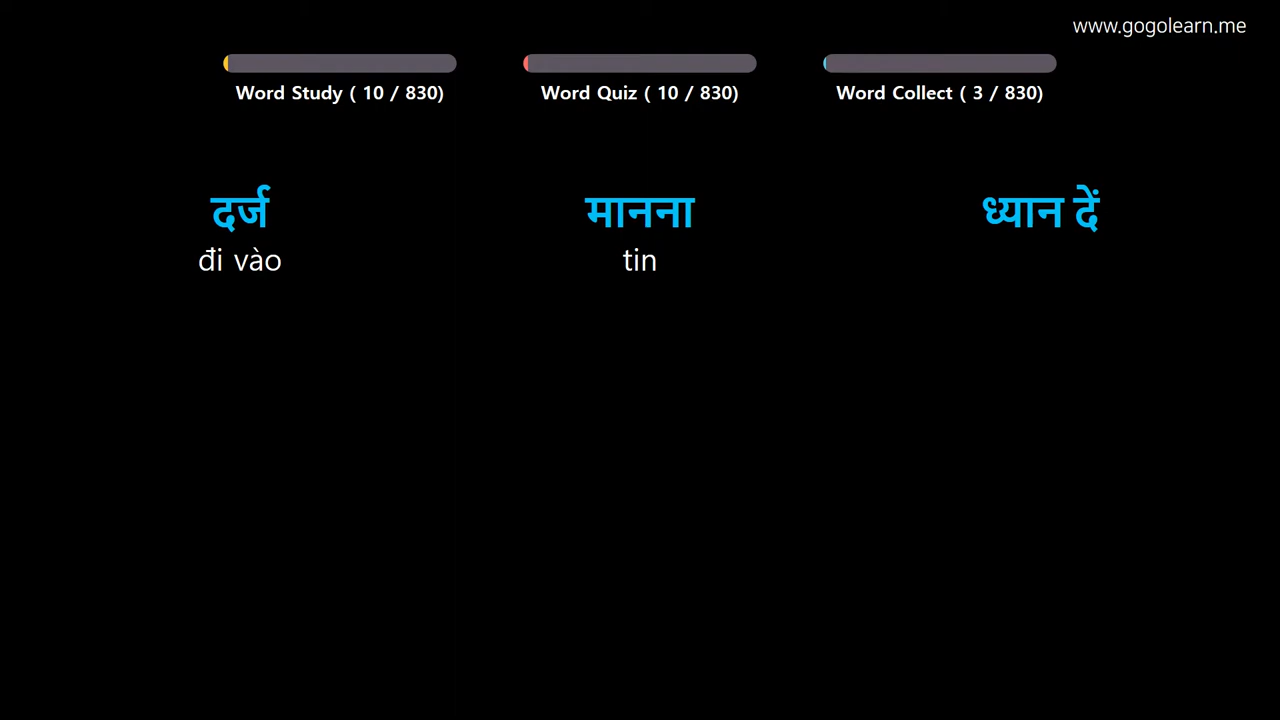 www.gogolearn.me
Word Study ( 10 / 830)
Word Quiz ( 10 / 830)
Word Collect ( 3 / 830)
दर्ज
đi vào
मानना
tin
ध्यान दें